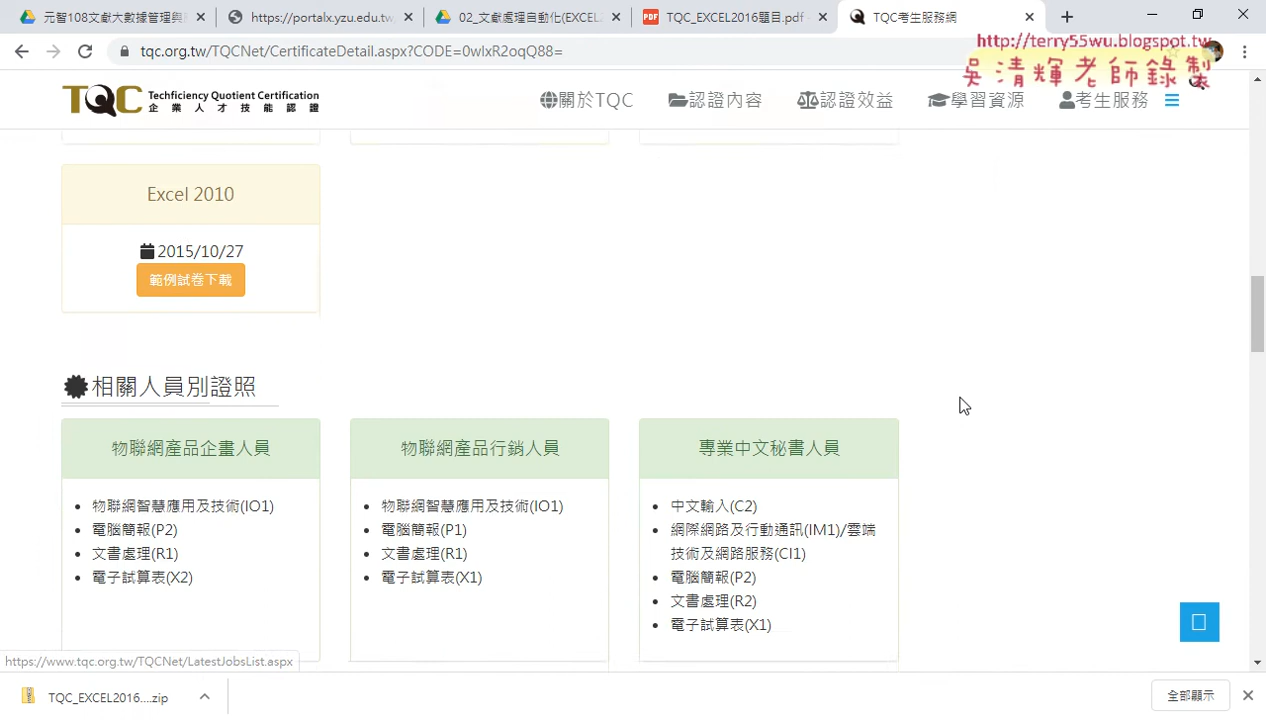 元智108文獻大數據管理與
https://portalx.yzu.edu.tw
02_文獻處理自動化(EXCEL2
TQC_EXCEL2016題目.pdf
TQC考生服務網
tqc.org.tw/TQCNet/CertificateDetail.aspx?CODE=0wlxR2oqQ88=
http://terry55wu.blogspot.tw
吳清輝老師錄製
TQC Techficiency Quotient Certification
企業人才技能認證
關於TQC
認證內容
認證效益
學習資源
考生服務
Excel 2010
2015/10/27
範例試卷下載
相關人員別證照
物聯網產品企畫人員
物聯網智慧應用及技術(IO1)
電腦簡報(P2)
文書處理(R1)
電子試算表(X2)
物聯網產品行銷人員
物聯網智慧應用及技術(IO1)
電腦簡報(P1)
文書處理(R1)
電子試算表(X1)
專業中文秘書人員
中文輸入(C2)
網際網路及行動通訊(IM1)/雲端
技術及網路服務(CI1)
電腦簡報(P2)
文書處理(R2)
電子試算表(X1)
https://www.tqc.org.tw/TQCNet/LatestJobsList.aspx
TQC_EXCEL2016....zip
全部顯示